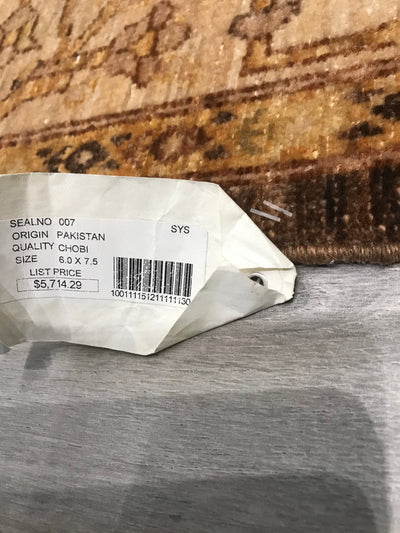 SEALNO 007 SYS
ORIGIN PAKISTAN
QUALITY CHOBI
SIZE 6.0 X 7.5
LIST PRICE
$5,714.29